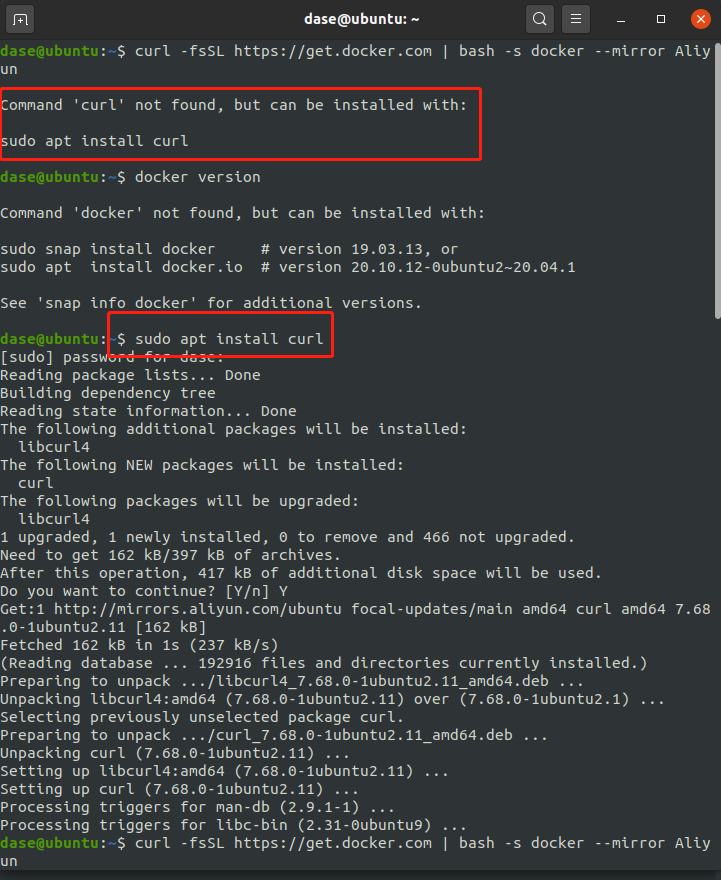 dase@ubuntu: ~
dase@ubuntu:~$ curl -fsSL https://get.docker.com | bash -s docker --mirror Aliy
un
Command 'curl' not found, but can be installed with:
sudo apt install curl
dase@ubuntu:~$ docker version
Command 'docker' not found, but can be installed with:
sudo snap install docker     # version 19.03.13, or
sudo apt  install docker.io  # version 20.10.12-0ubuntu2~20.04.1
See 'snap info docker' for additional versions.
dase@ubuntu:~$ sudo apt install curl
[sudo] password for dase:
Reading package lists... Done
Building dependency tree
Reading state information... Done
The following additional packages will be installed:
  libcurl4
The following NEW packages will be installed:
  curl
The following packages will be upgraded:
  libcurl4
1 upgraded, 1 newly installed, 0 to remove and 466 not upgraded.
Need to get 162 kB/397 kB of archives.
After this operation, 417 kB of additional disk space will be used.
Do you want to continue? [Y/n] Y
Get:1 http://mirrors.aliyun.com/ubuntu focal-updates/main amd64 curl amd64 7.68
.0-1ubuntu2.11 [162 kB]
Fetched 162 kB in 1s (237 kB/s)
(Reading database ... 192916 files and directories currently installed.)
Preparing to unpack .../libcurl4_7.68.0-1ubuntu2.11_amd64.deb ...
Unpacking libcurl4:amd64 (7.68.0-1ubuntu2.11) over (7.68.0-1ubuntu2.1) ...
Selecting previously unselected package curl.
Preparing to unpack .../curl_7.68.0-1ubuntu2.11_amd64.deb ...
Unpacking curl (7.68.0-1ubuntu2.11) ...
Setting up libcurl4:amd64 (7.68.0-1ubuntu2.11) ...
Setting up curl (7.68.0-1ubuntu2.11) ...
Processing triggers for man-db (2.9.1-1) ...
Processing triggers for libc-bin (2.31-0ubuntu9) ...
dase@ubuntu:~$ curl -fsSL https://get.docker.com | bash -s docker --mirror Aliy
un